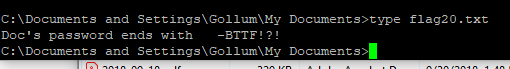 C:\Documents and Settings\Gollum\My Documents>type flag20.txt
Doc's password ends with   -BTTF!?!
C:\Documents and Settings\Gollum\My Documents>